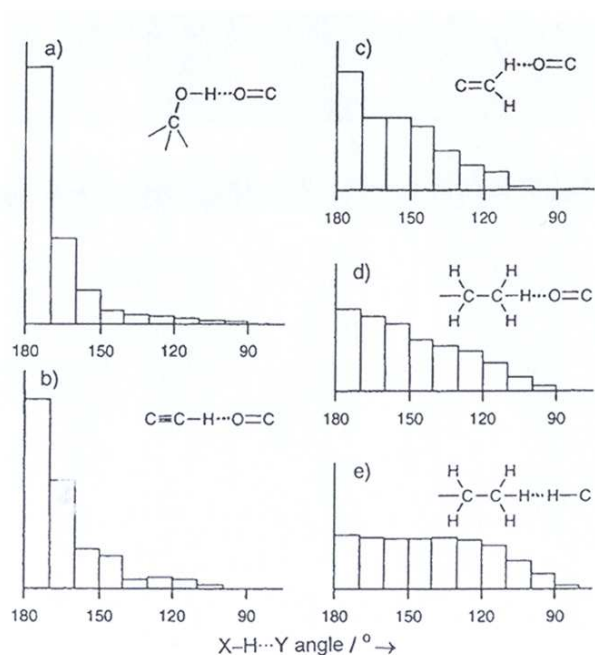 a)
O
O—H···O=C
C
180 150 120 90
b)
C≡C—H···O=C
180 150 120 90
c)
H···O=C
C=C
H
180 150 120 90
d)
H H
—C—C—H···O=C
H H
180 150 120 90
e)
H H
—C—C—H···H—C
H H
180 150 120 90
X–H···Y angle / ° →